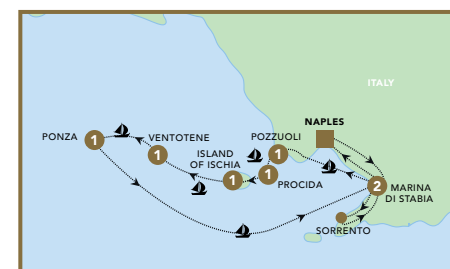 ITALY
NAPLES
PONZA
1
1
VENTOTENE
POZZUOLI
1
ISLAND
OF ISCHIA
1
1
PROCIDA
2
MARINA
DI STABIA
SORRENTO